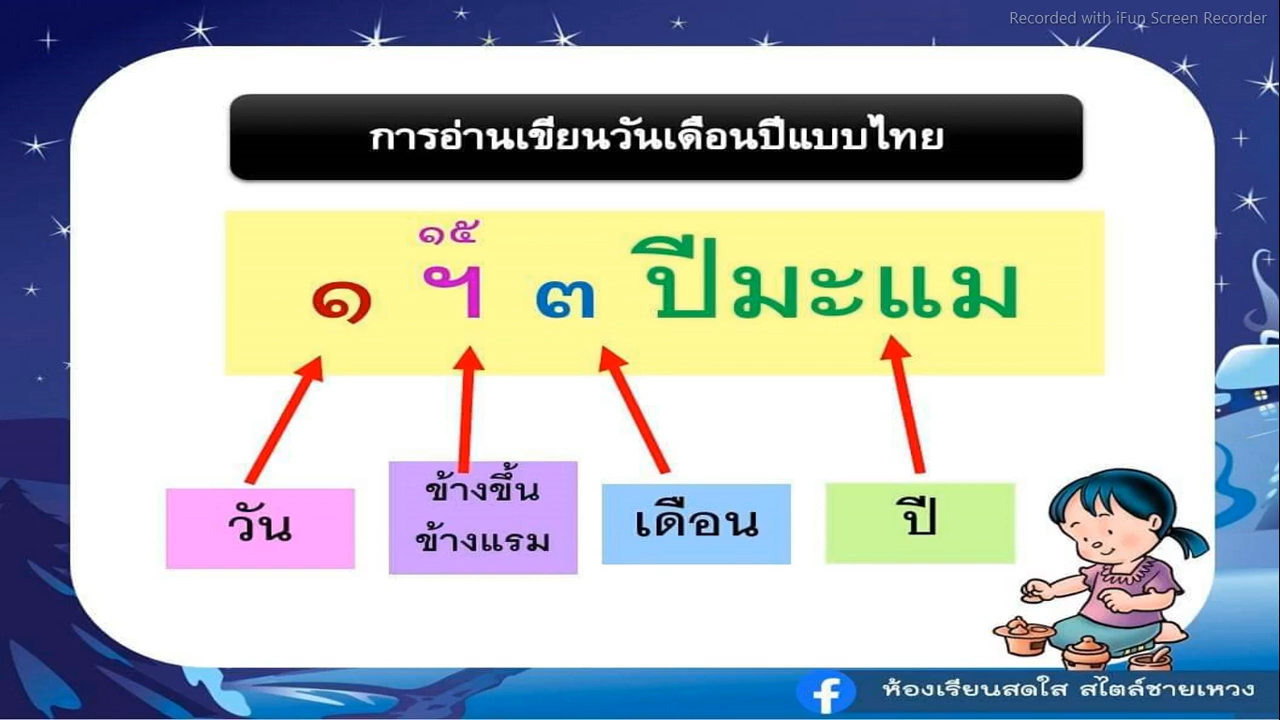 Recorded with iFun Screen Recorder
การอ่านเขียนวันเดือนปีแบบไทย
๑๕
๑ ฯ ๓ ปีมะแม
วัน
ข้างขึ้น
ข้างแรม
เดือน
ปี
ห้องเรียนสดใส สไตล์ชายเหวง